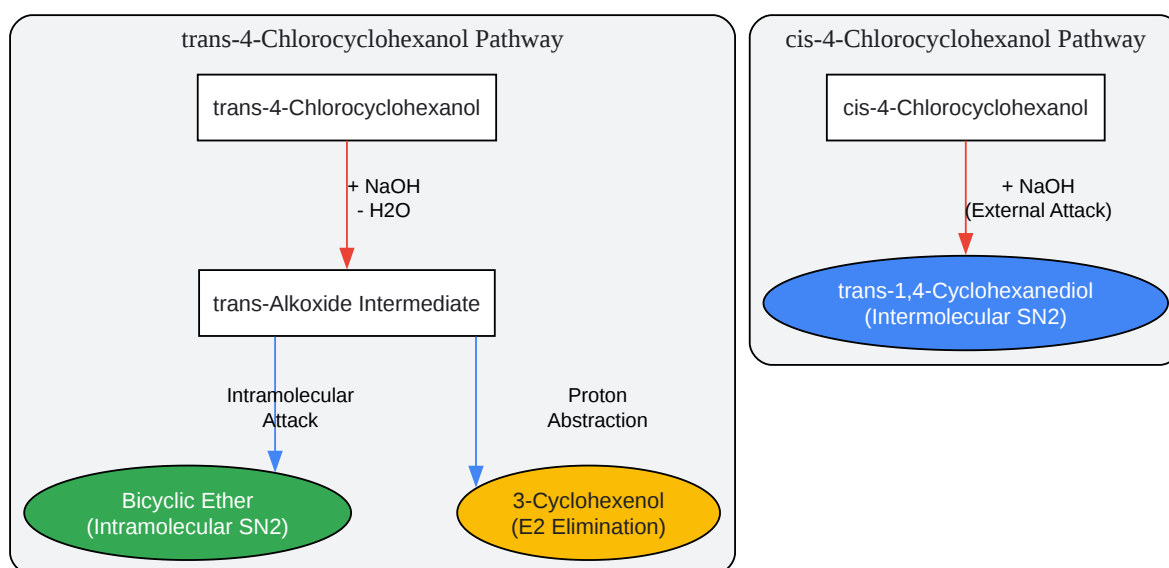 trans-4-Chlorocyclohexanol Pathway
trans-4-Chlorocyclohexanol
+ NaOH
- H2O
trans-Alkoxide Intermediate
Intramolecular
Attack
Proton
Abstraction
Bicyclic Ether
(Intramolecular SN2)
3-Cyclohexenol
(E2 Elimination)
cis-4-Chlorocyclohexanol Pathway
cis-4-Chlorocyclohexanol
+ NaOH
(External Attack)
trans-1,4-Cyclohexanediol
(Intermolecular SN2)